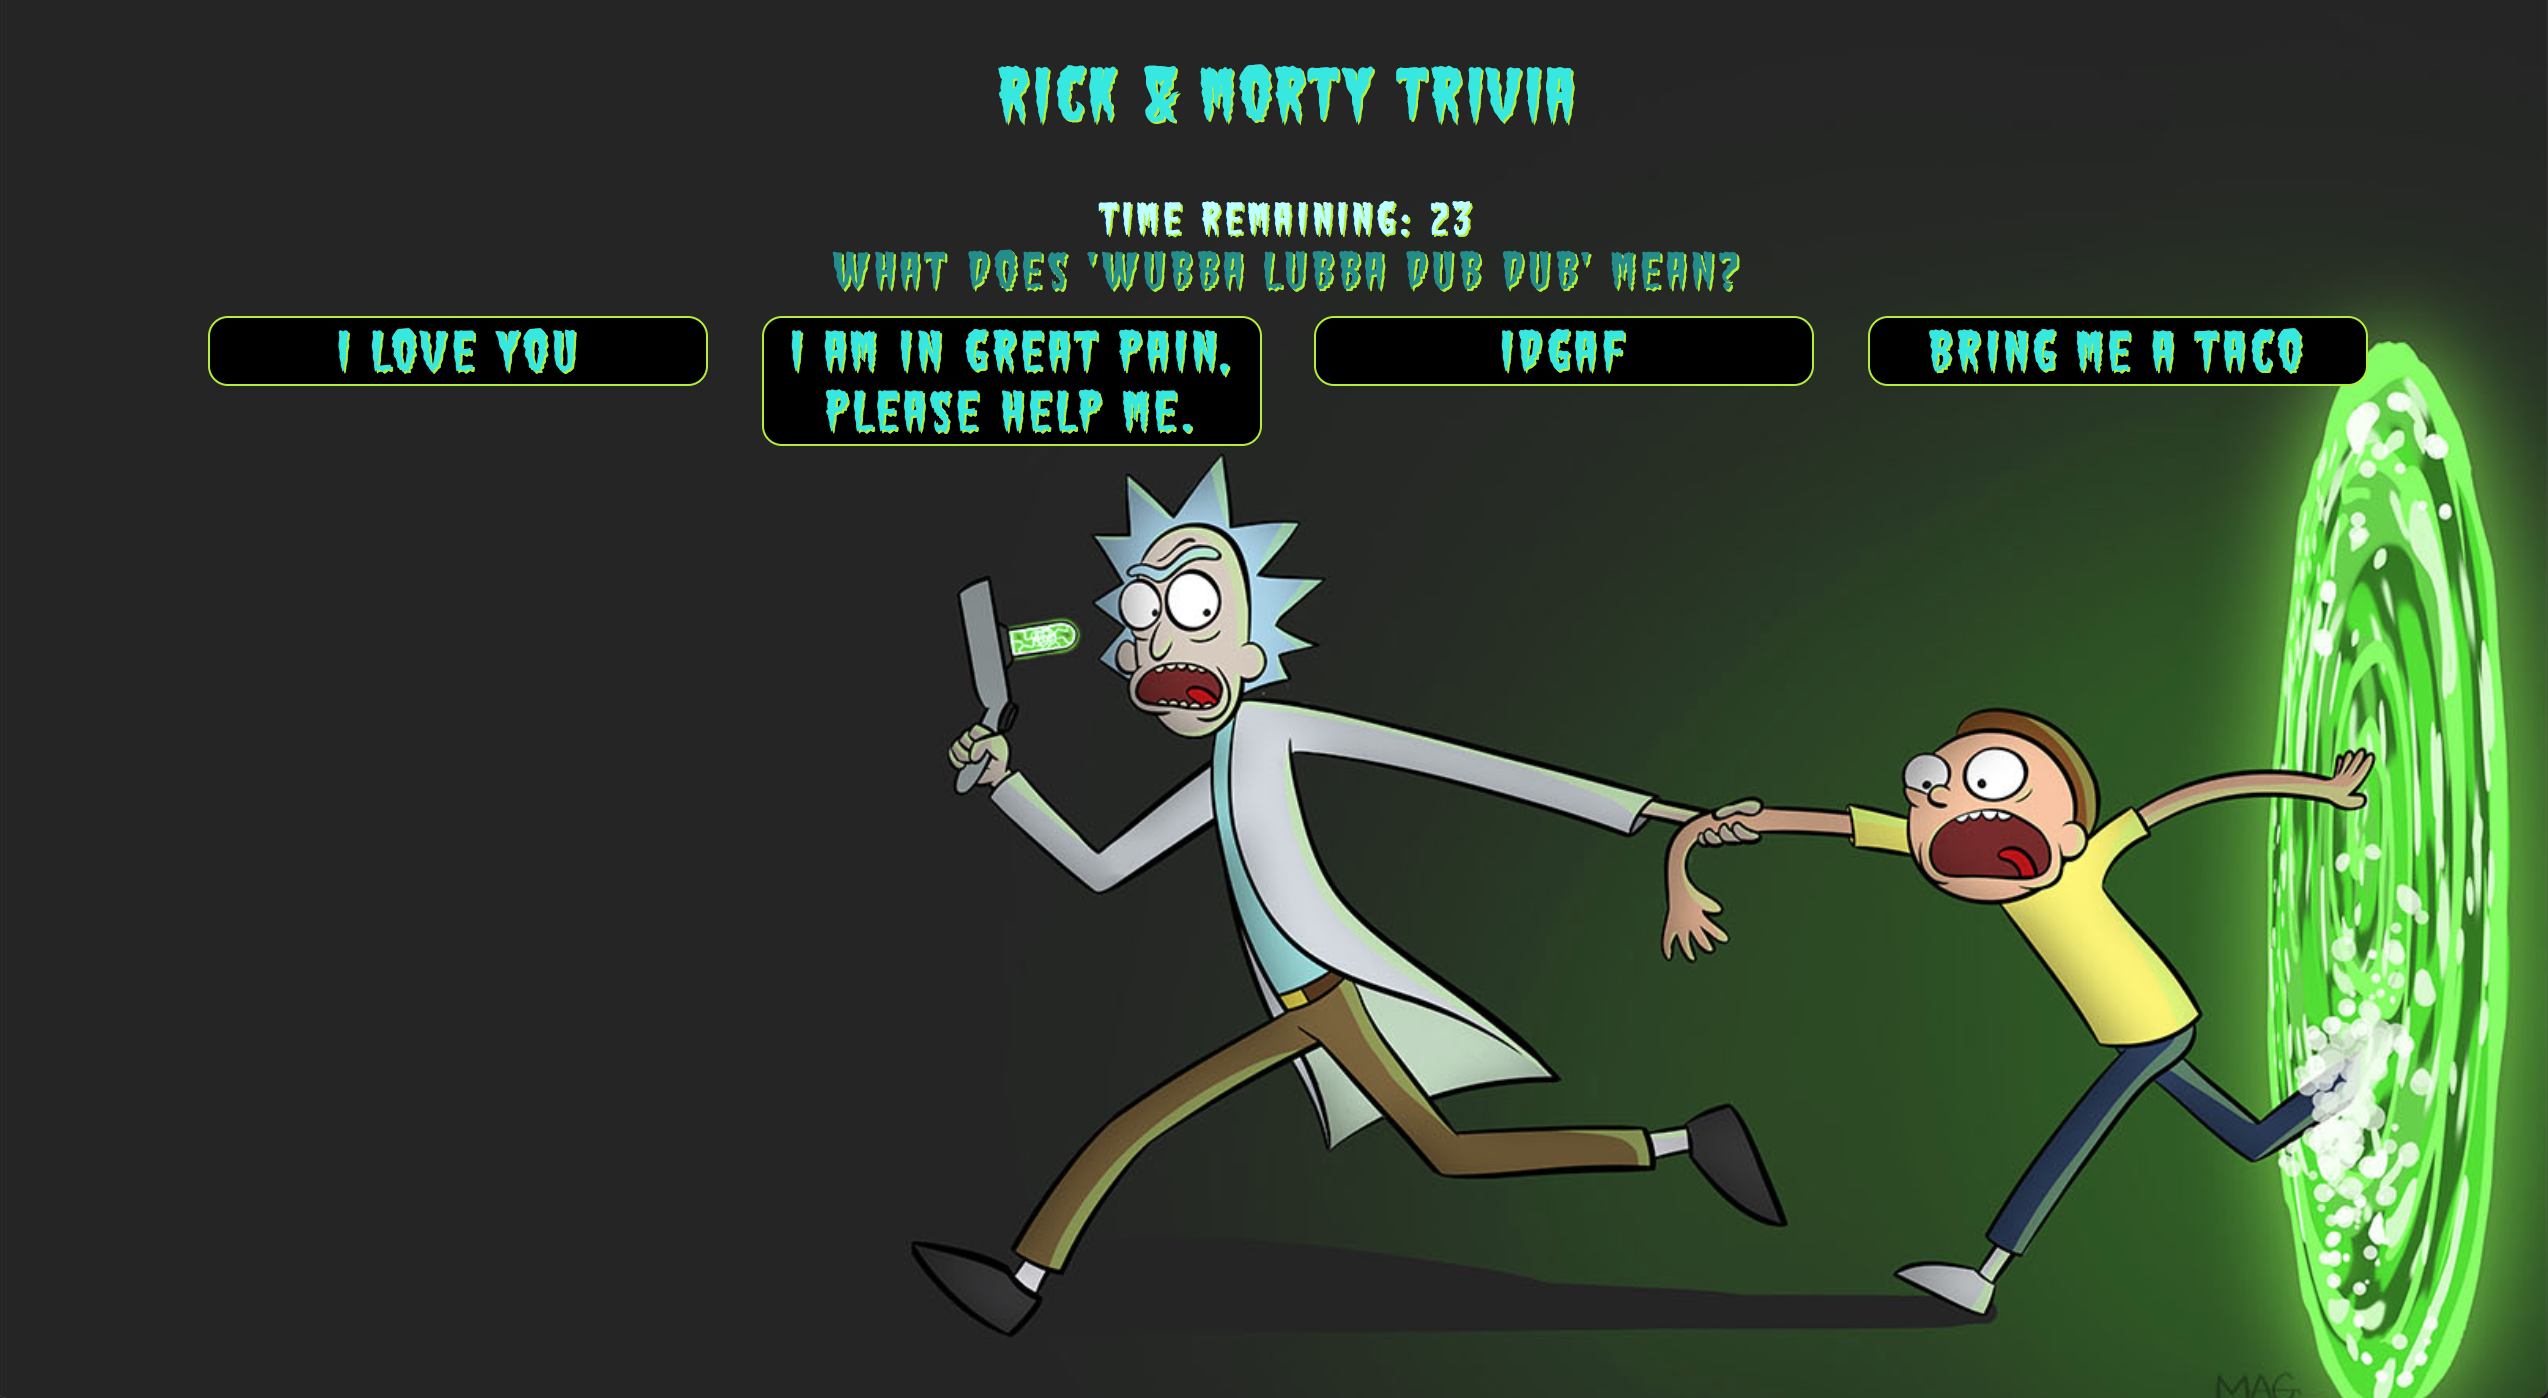 RICK & MORTY TRIVIA
TIME REMAINING: 23
WHAT DOES 'WUBBA LUBBA DUB DUB' MEAN?
I LOVE YOU
I AM IN GREAT PAIN,
PLEASE HELP ME.
IDGAF
BRING ME A TACO
MAG